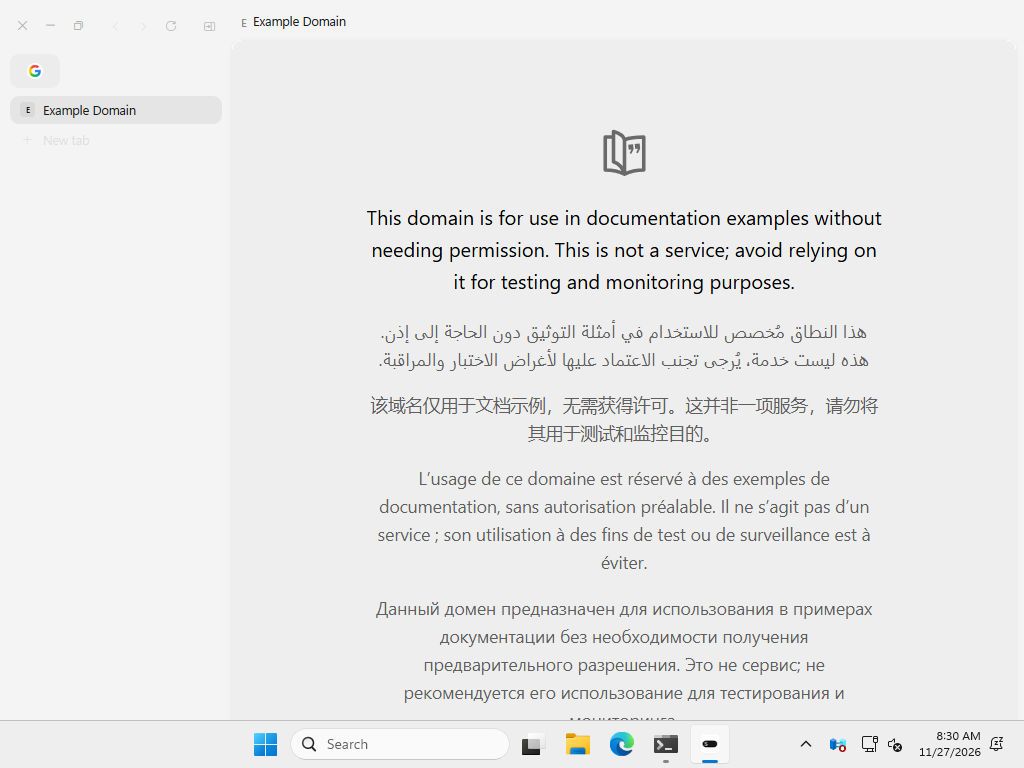 E Example Domain
E Example Domain
+ New tab
This domain is for use in documentation examples without
needing permission. This is not a service; avoid relying on
it for testing and monitoring purposes.
هذا النطاق مُخصص للاستخدام في أمثلة التوثيق دون الحاجة إلى إذن.
هذه ليست خدمة، يُرجى تجنب الاعتماد عليها لأغراض الاختبار والمراقبة.
该域名仅用于文档示例，无需获得许可。这并非一项服务，请勿将
其用于测试和监控目的。
L’usage de ce domaine est réservé à des exemples de
documentation, sans autorisation préalable. Il ne s’agit pas d’un
service ; son utilisation à des fins de test ou de surveillance est à
éviter.
Данный домен предназначен для использования в примерах
документации без необходимости получения
предварительного разрешения. Это не сервис; не
рекомендуется его использование для тестирования и
мониторинга.
Search
8:30 AM
11/27/2026